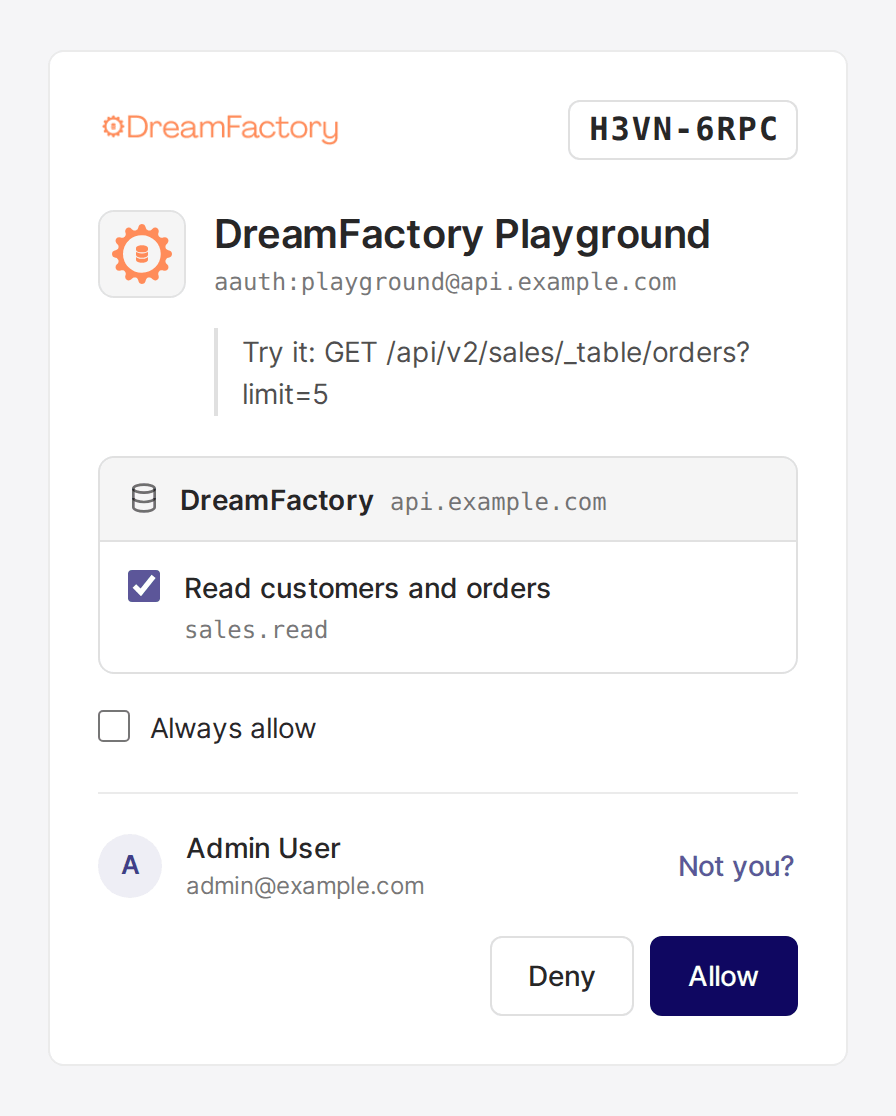 DreamFactory
H3VN-6RPC
DreamFactory Playground
aauth:playground@api.example.com
Try it: GET /api/v2/sales/_table/orders?
limit=5
DreamFactory api.example.com
Read customers and orders
sales.read
Always allow
A
Admin User
admin@example.com
Not you?
Deny
Allow